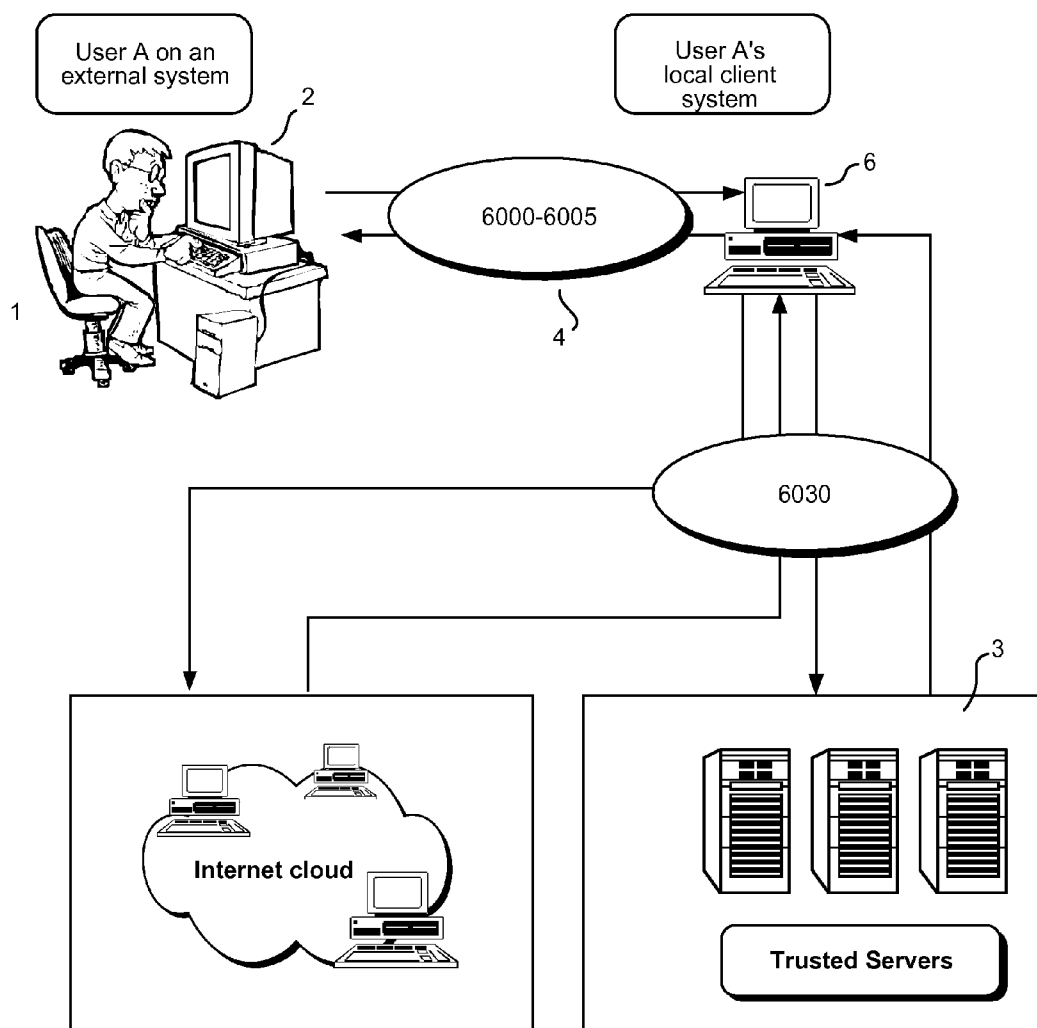 User A on an
external system
User A's
local client
system
2
6
6000-6005
1
4
6030
3
Internet cloud
Trusted Servers